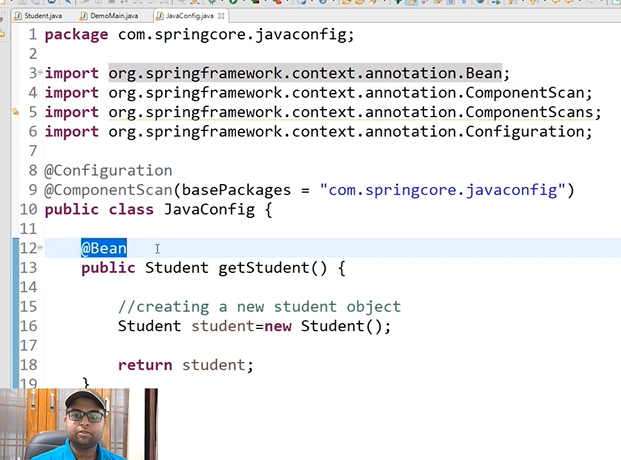 Student.java DemoMain.java JavaConfig.java
1 package com.springcore.javaconfig;
2
3 import org.springframework.context.annotation.Bean;
4 import org.springframework.context.annotation.ComponentScan;
5 import org.springframework.context.annotation.ComponentScans;
6 import org.springframework.context.annotation.Configuration;
7
8 @Configuration
9 @ComponentScan(basePackages = "com.springcore.javaconfig")
10 public class JavaConfig {
11
12 @Bean
13 public Student getStudent() {
14
15 //creating a new student object
16 Student student=new Student();
17
18 return student;
19 }